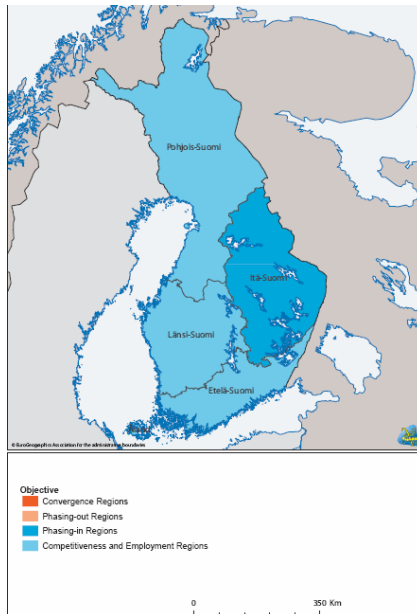 Pohjois-Suomi
Itä-Suomi
Länsi-Suomi
Etelä-Suomi
© EuroGeographics Association for the administrative boundaries
Objective
Convergence Regions
Phasing-out Regions
Phasing-in Regions
Competitiveness and Employment Regions
0 350 Km